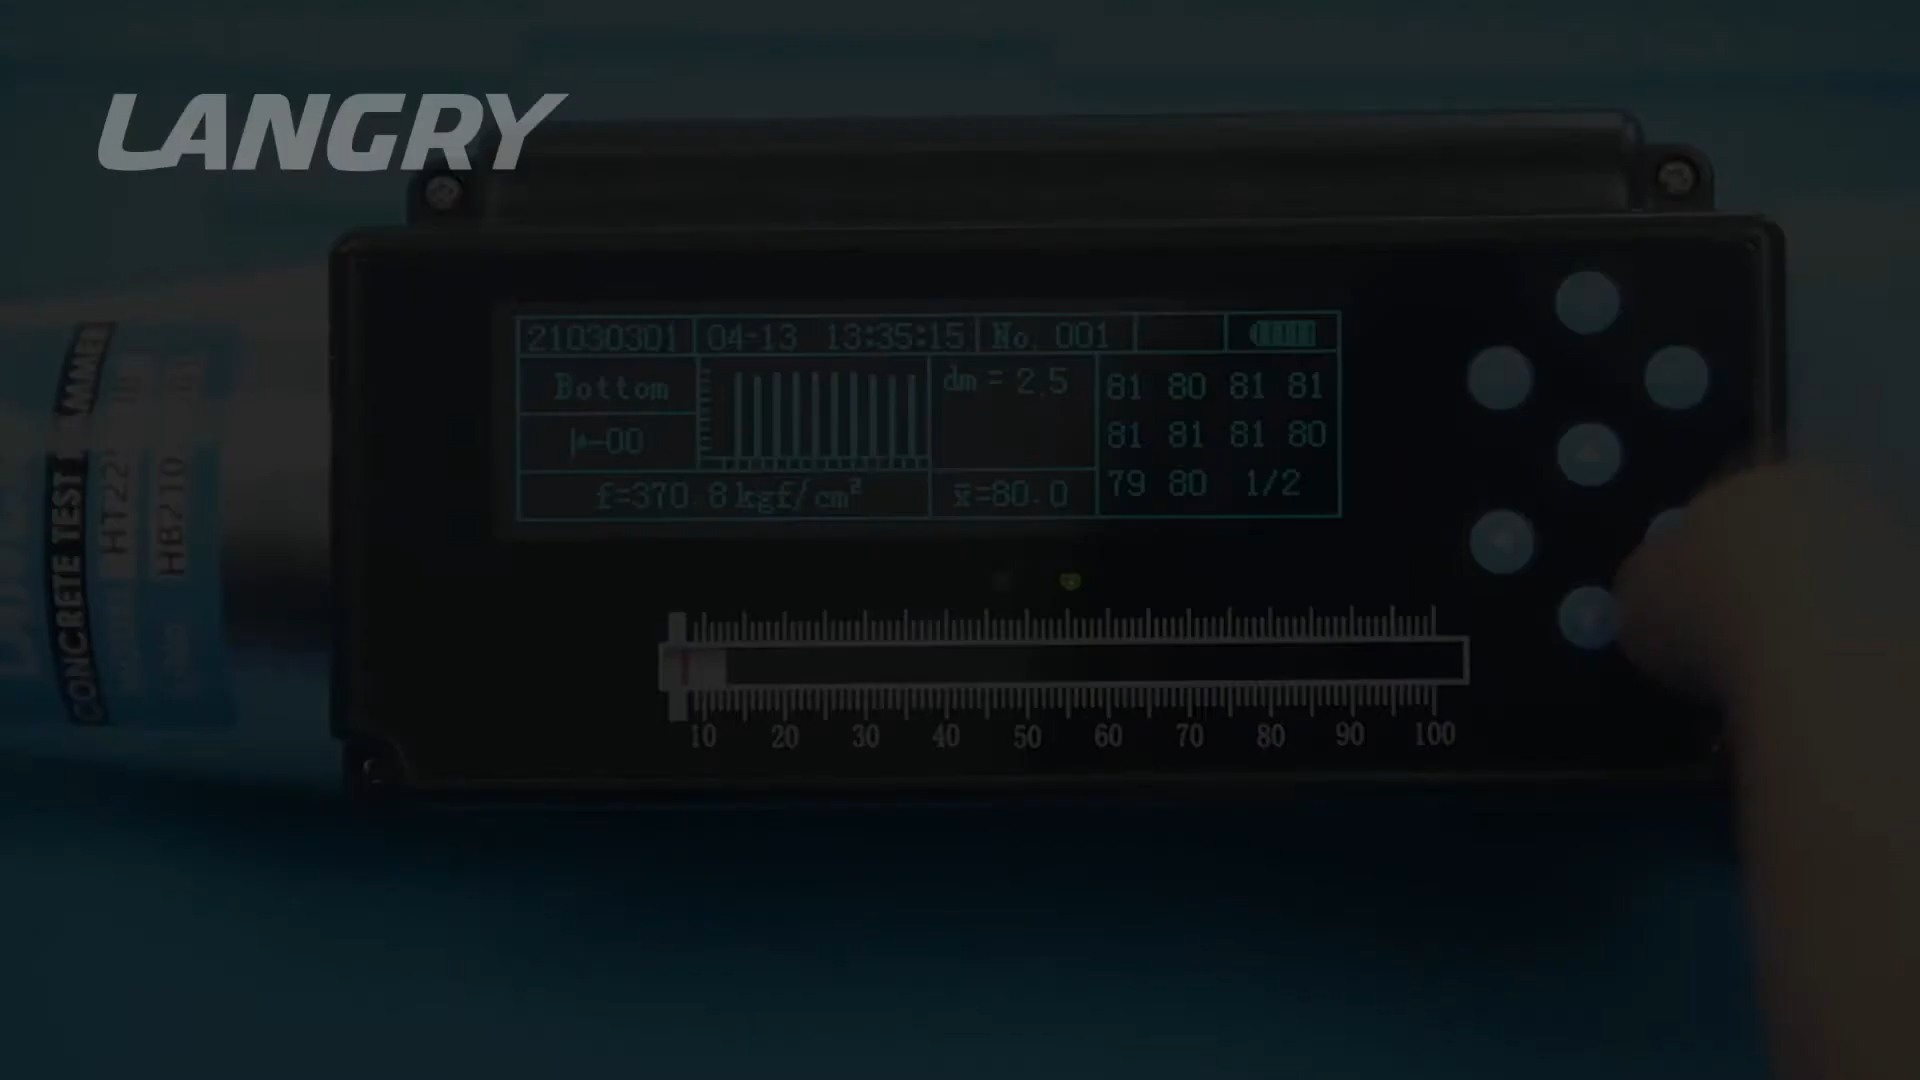 LANGRY
21030301 04-13 13:35:15 No. 001
Bottom
dm = 2.5
81 80 81 81
00
81 81 81 80
f=370.8kgf/cm²
x̄=80.0
79 80 1/2
10 20 30 40 50 60 70 80 90 100
CONCRETE TEST